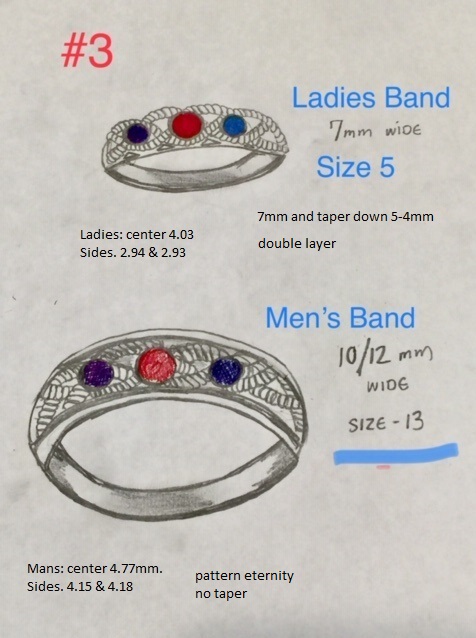 #3
Ladies Band
7mm WIDE
Size 5
7mm and taper down 5-4mm
double layer
Ladies: center 4.03
Sides. 2.94 & 2.93
Men's Band
10/12 mm
WIDE
SIZE - 13
Mans: center 4.77mm.
Sides. 4.15 & 4.18
pattern eternity
no taper